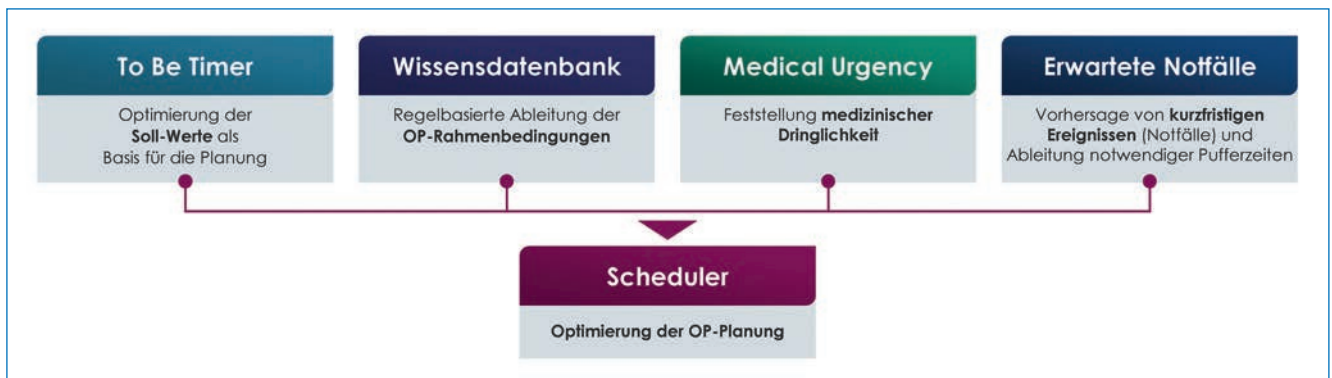 To Be Timer
Optimierung der
Soll-Werte als
Basis für die Planung
Wissensdatenbank
Regelbasierte Ableitung der
OP-Rahmenbedingungen
Medical Urgency
Feststellung medizinischer
Dringlichkeit
Erwartete Notfälle
Vorhersage von kurzfristigen
Ereignissen (Notfälle) und
Ableitung notwendiger Pufferzeiten
Scheduler
Optimierung der OP-Planung